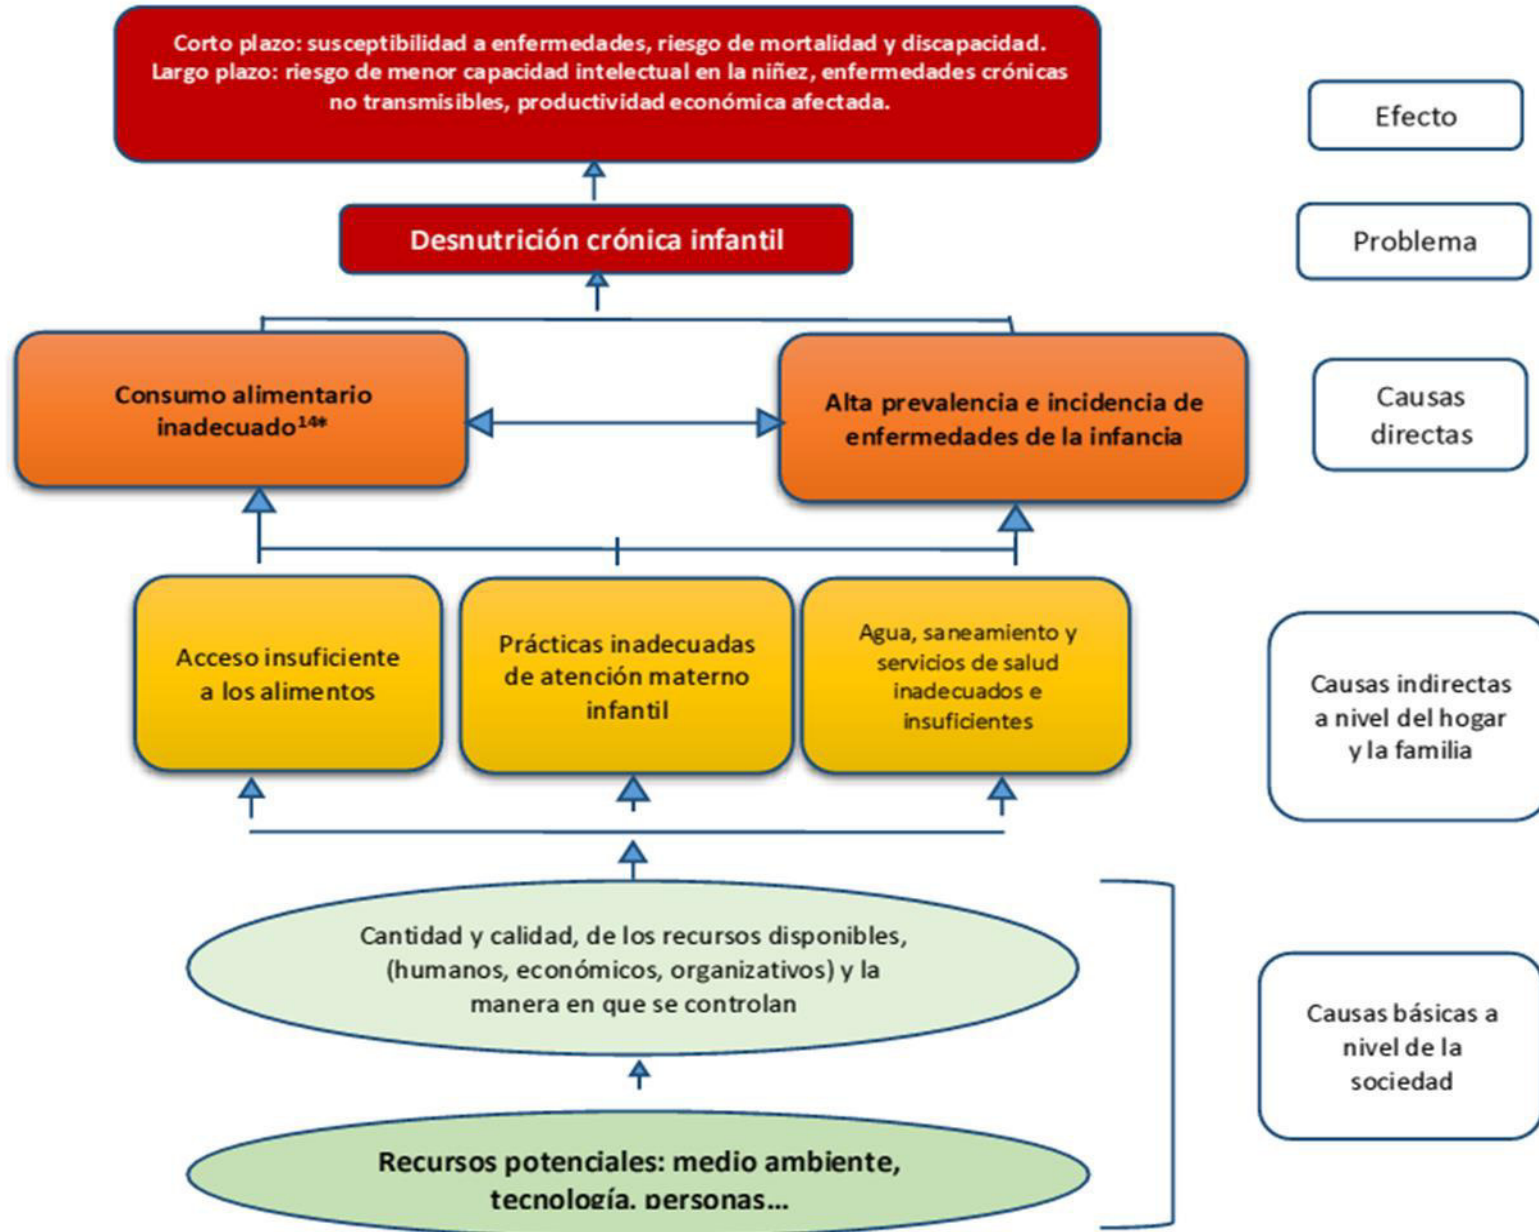 Corto plazo: susceptibilidad a enfermedades, riesgo de mortalidad y discapacidad.
Largo plazo: riesgo de menor capacidad intelectual en la niñez, enfermedades crónicas
no transmisibles, productividad económica afectada.
Efecto
Desnutrición crónica infantil
Problema
Consumo alimentario
inadecuado¹⁴*
Alta prevalencia e incidencia de
enfermedades de la infancia
Causas
directas
Acceso insuficiente
a los alimentos
Prácticas inadecuadas
de atención materno
infantil
Agua, saneamiento y
servicios de salud
inadecuados e
insuficientes
Causas indirectas
a nivel del hogar
y la familia
Cantidad y calidad, de los recursos disponibles,
(humanos, económicos, organizativos) y la
manera en que se controlan
Causas básicas a
nivel de la
sociedad
Recursos potenciales: medio ambiente,
tecnología, personas...